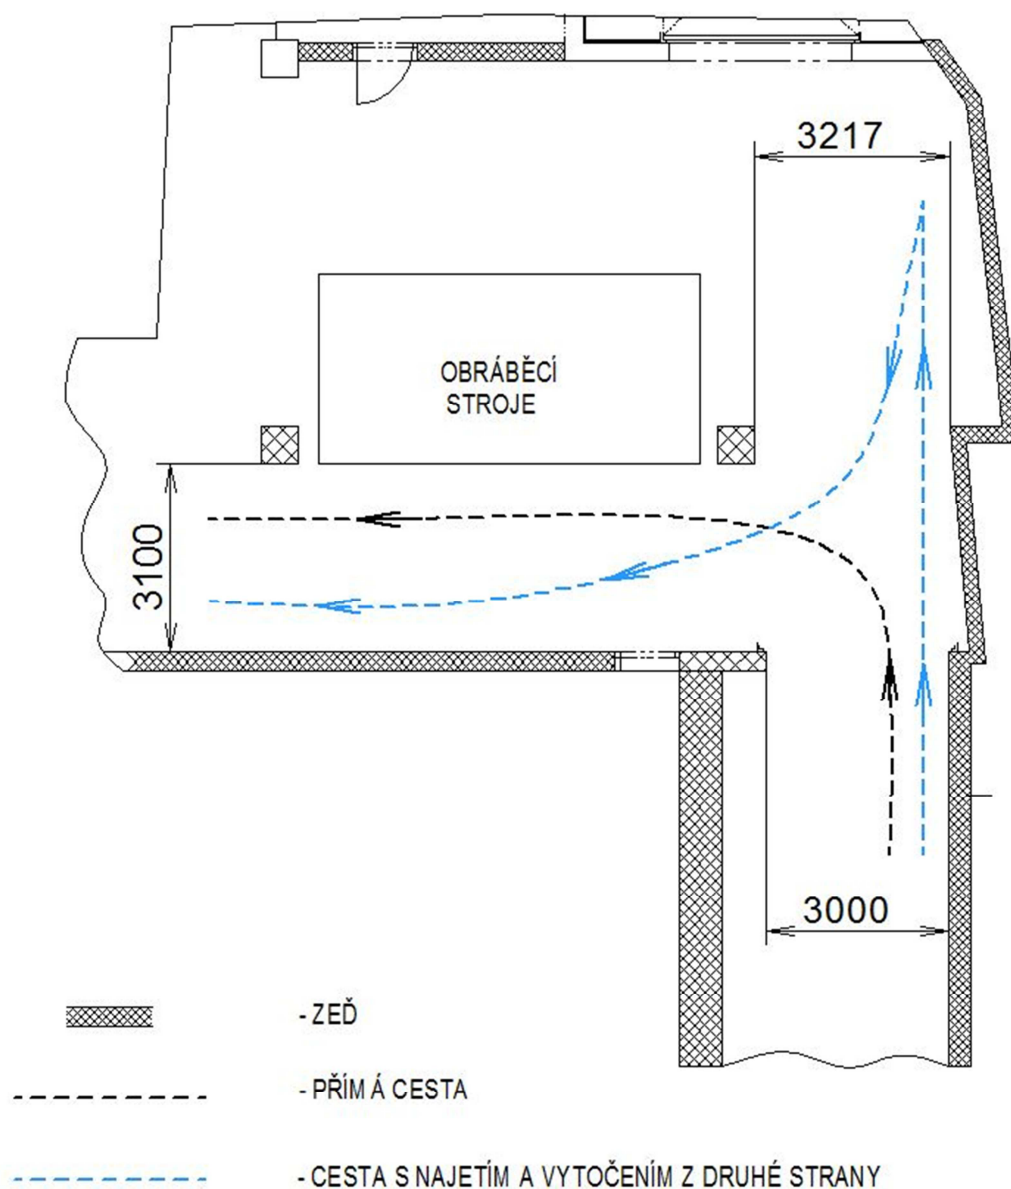 3217
OBRÁBĚCÍ
STROJE
3100
3000
- ZEĎ
- PŘÍMÁ CESTA
- CESTA S NAJETÍM A VYTOČENÍM Z DRUHÉ STRANY